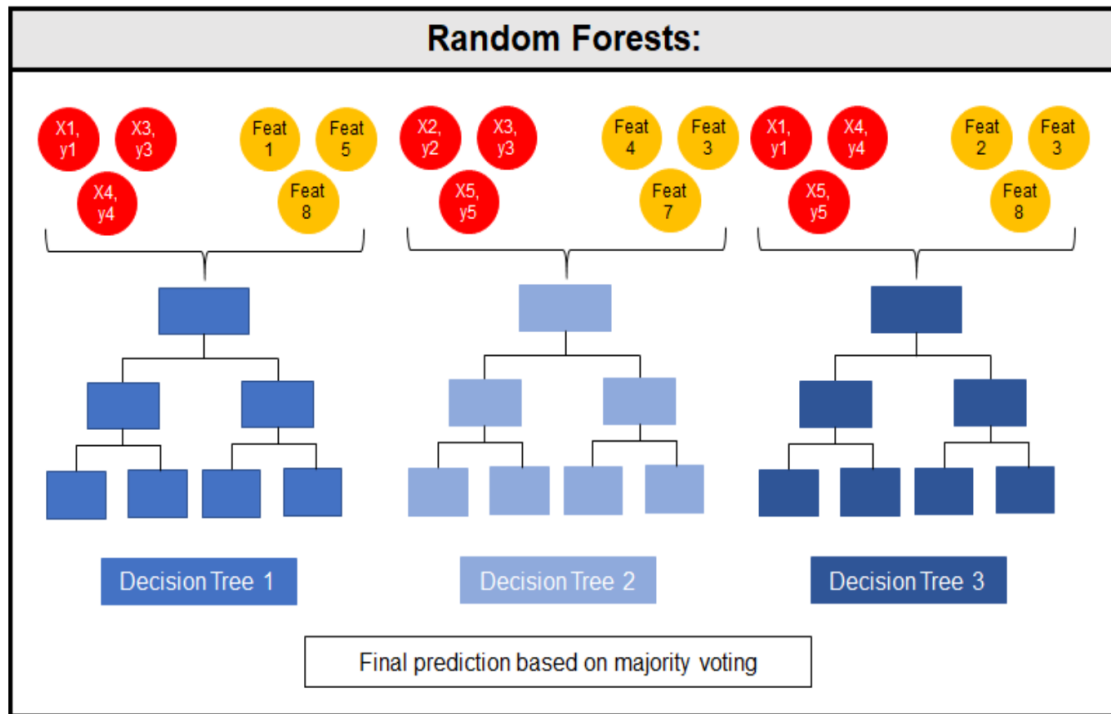 Random Forests:
X1,
y1
X3,
y3
X4,
y4
Feat
1
Feat
5
Feat
8
X2,
y2
X3,
y3
X5,
y5
Feat
4
Feat
3
Feat
7
X1,
y1
X4,
y4
X5,
y5
Feat
2
Feat
3
Feat
8
Decision Tree 1
Decision Tree 2
Decision Tree 3
Final prediction based on majority voting